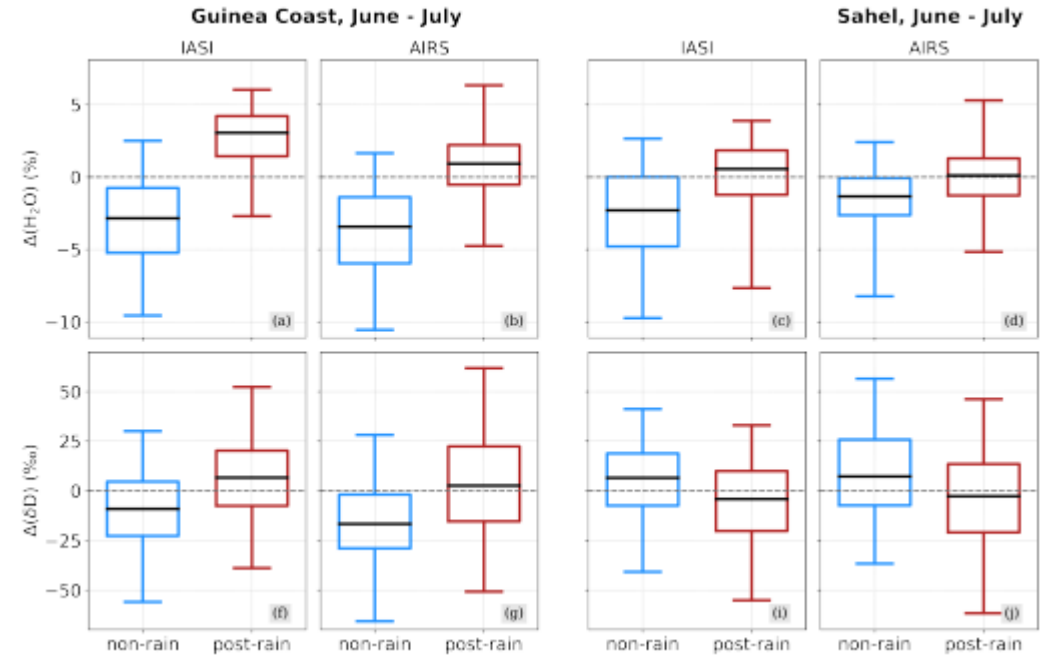 Guinea Coast, June - July
Sahel, June - July
IASI
AIRS
IASI
AIRS
Δ(H₂O) (%)
5
0
−5
−10
(a)
(b)
(c)
(d)
Δ(δD) (‰)
50
25
0
−25
−50
(f)
(g)
(i)
(j)
non-rain post-rain
non-rain post-rain
non-rain post-rain
non-rain post-rain